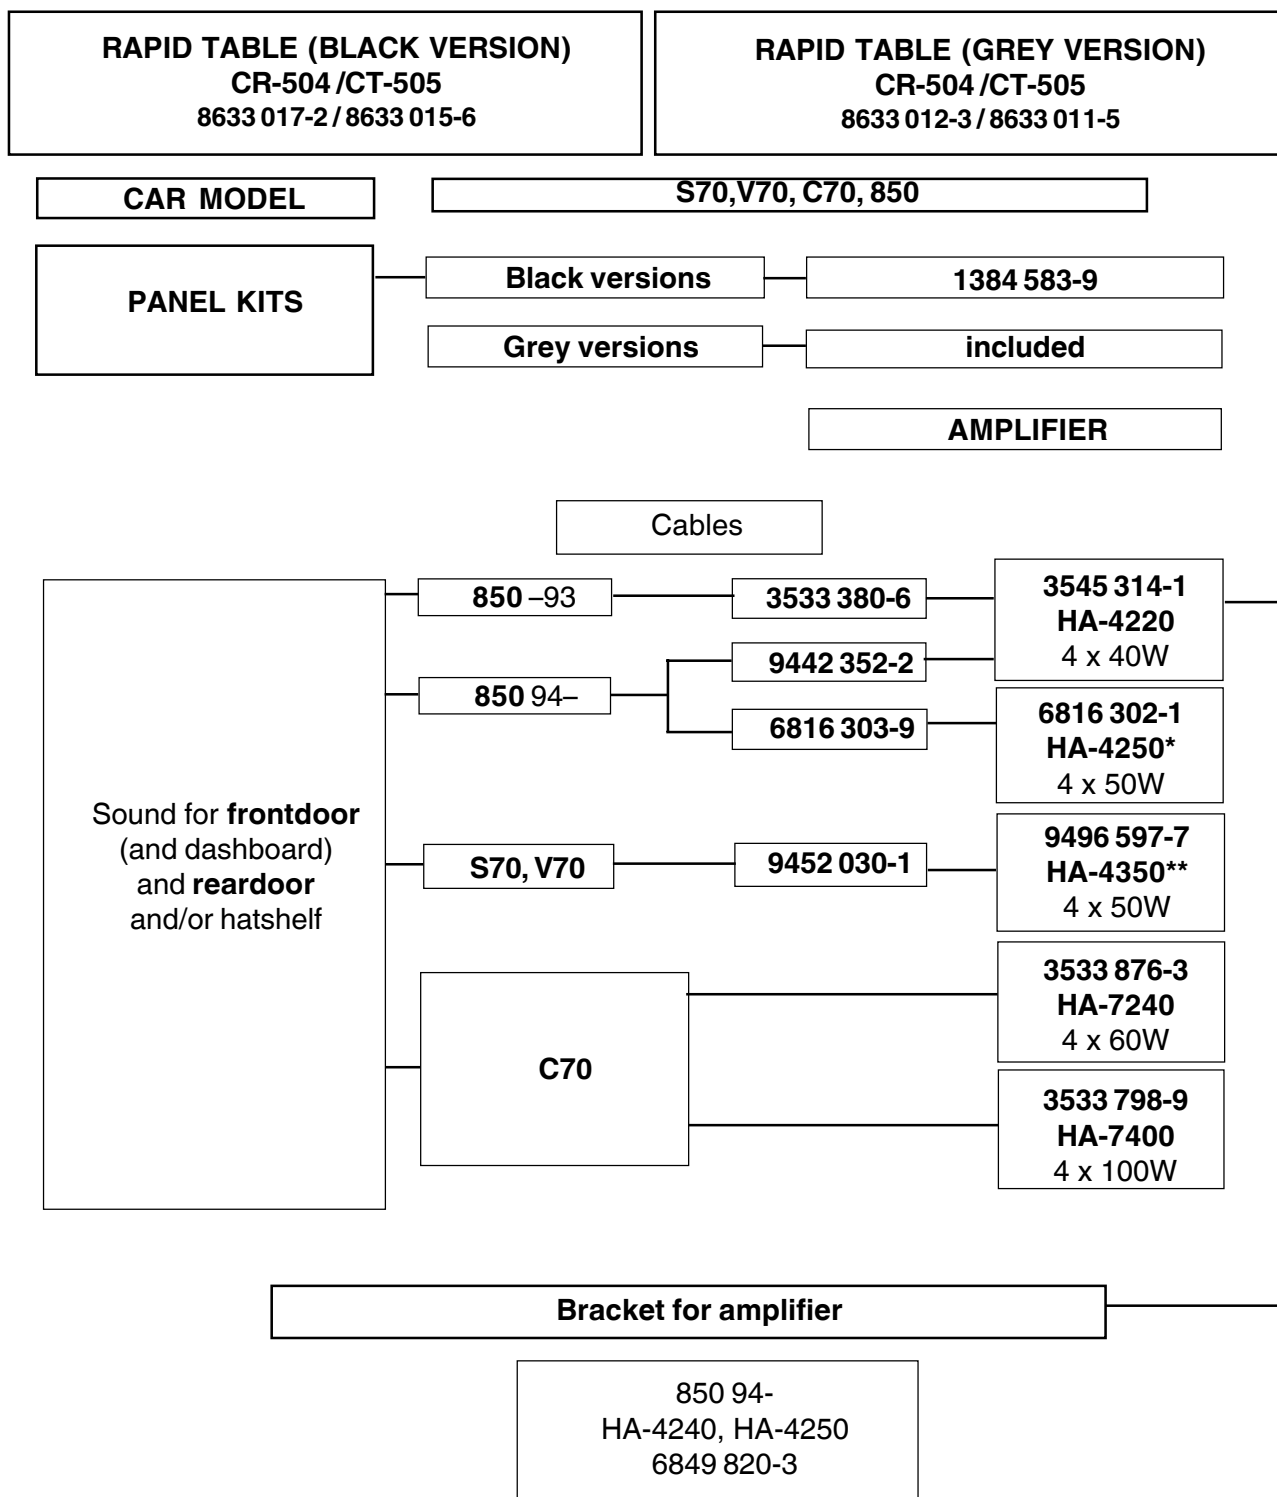 RAPID TABLE (BLACK VERSION)
CR-504 /CT-505
8633 017-2 / 8633 015-6
RAPID TABLE (GREY VERSION)
CR-504 /CT-505
8633 012-3 / 8633 011-5
CAR MODEL
S70,V70, C70, 850
PANEL KITS
Black versions
1384 583-9
Grey versions
included
AMPLIFIER
Cables
Sound for frontdoor
(and dashboard)
and reardoor
and/or hatshelf
850 –93
3533 380-6
3545 314-1
HA-4220
4 x 40W
850 94–
9442 352-2
6816 303-9
6816 302-1
HA-4250*
4 x 50W
S70, V70
9452 030-1
9496 597-7
HA-4350**
4 x 50W
C70
3533 876-3
HA-7240
4 x 60W
3533 798-9
HA-7400
4 x 100W
Bracket for amplifier
850 94-
HA-4240, HA-4250
6849 820-3